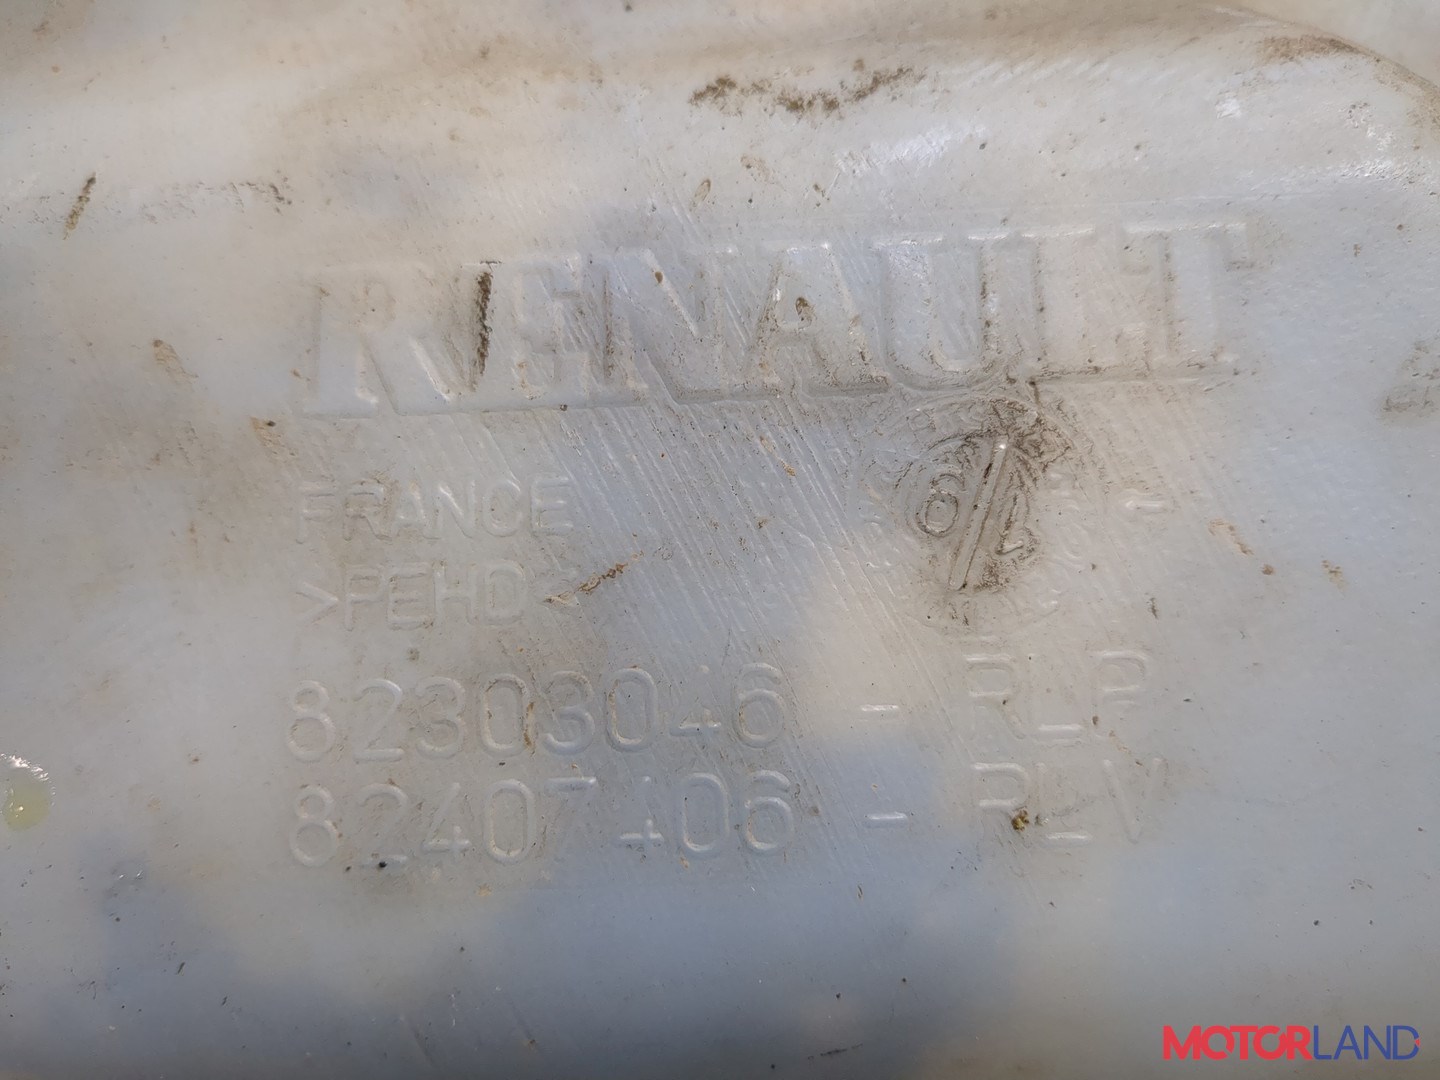 RENAULT
FRANCE
>PEHD<
82303046 - RLP
82407406 - RLV
MOTORLAND